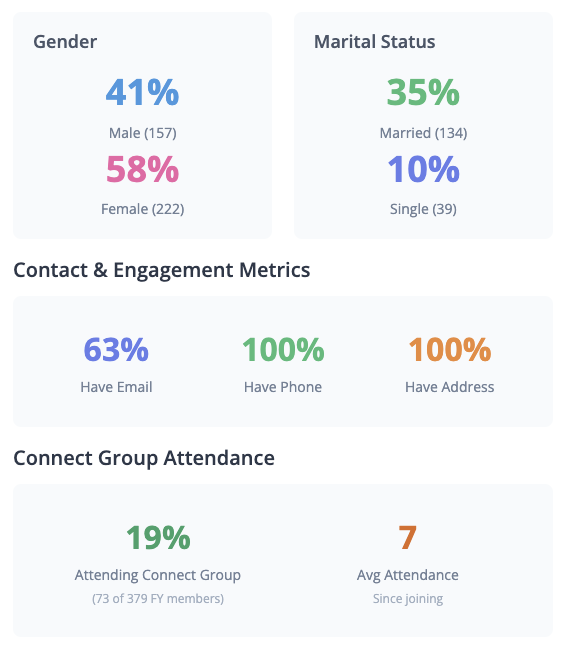 Gender
41%
Male (157)
58%
Female (222)
Marital Status
35%
Married (134)
10%
Single (39)
Contact & Engagement Metrics
63%
Have Email
100%
Have Phone
100%
Have Address
Connect Group Attendance
19%
Attending Connect Group
(73 of 379 FY members)
7
Avg Attendance
Since joining